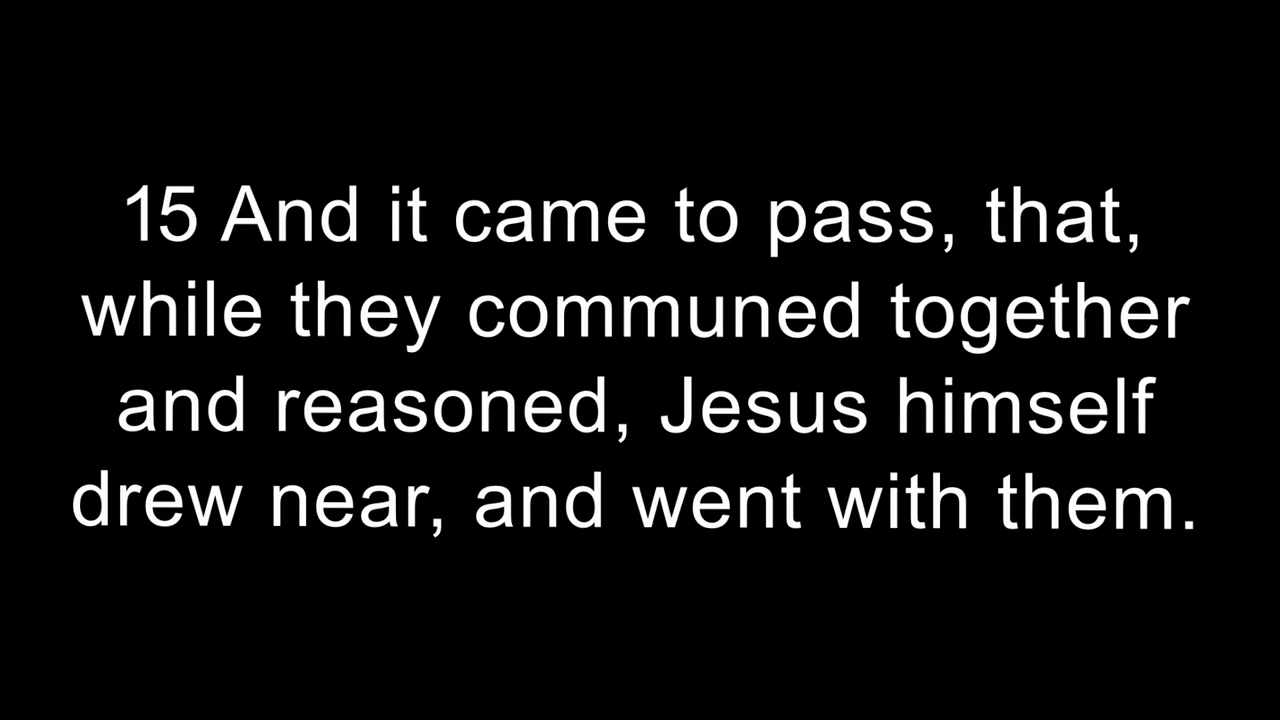 15 And it came to pass, that,
while they communed together
and reasoned, Jesus himself
drew near, and went with them.